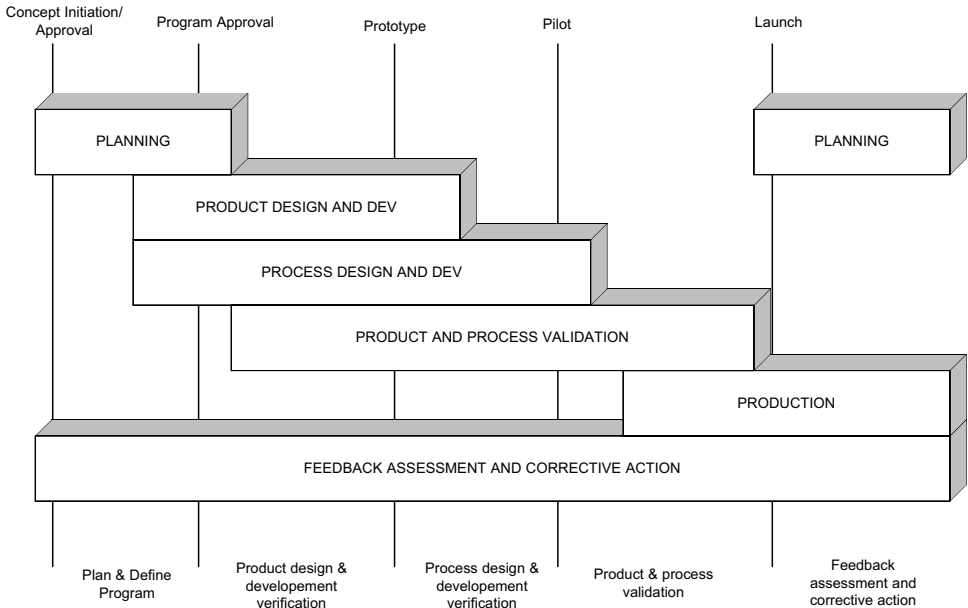 Concept Initiation/
Approval
Program Approval
Prototype
Pilot
Launch
PLANNING
PLANNING
PRODUCT DESIGN AND DEV
PROCESS DESIGN AND DEV
PRODUCT AND PROCESS VALIDATION
PRODUCTION
FEEDBACK ASSESSMENT AND CORRECTIVE ACTION
Plan & Define
Program
Product design &
developement
verification
Process design &
developement
verification
Product & process
validation
Feedback
assessment and
corrective action